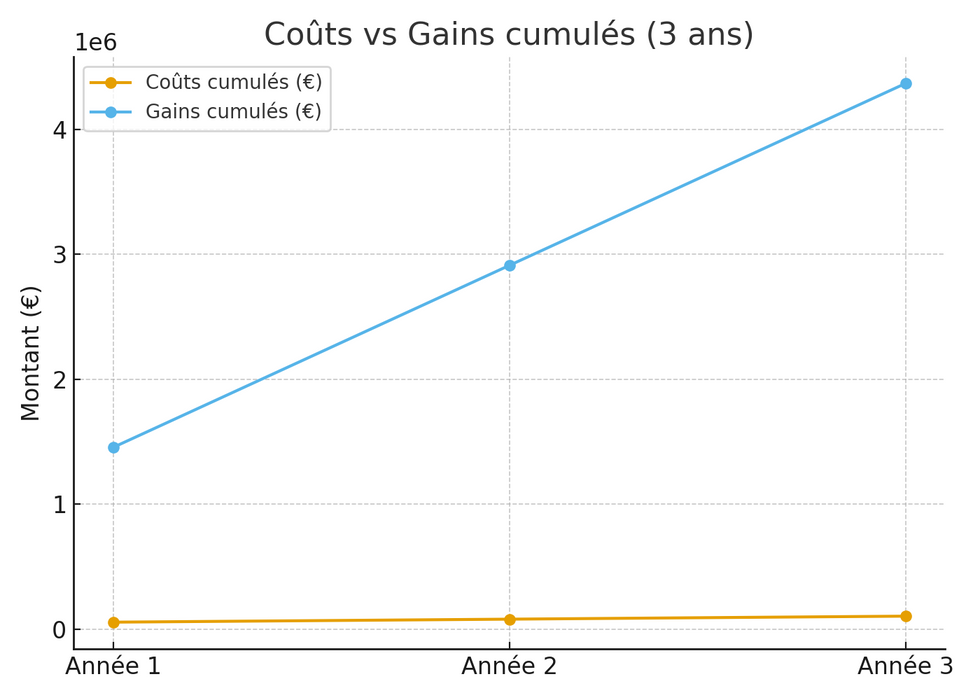 Coûts vs Gains cumulés (3 ans)
1e6
Coûts cumulés (€)
Gains cumulés (€)
4
3
2
1
0
Montant (€)
Année 1
Année 2
Année 3